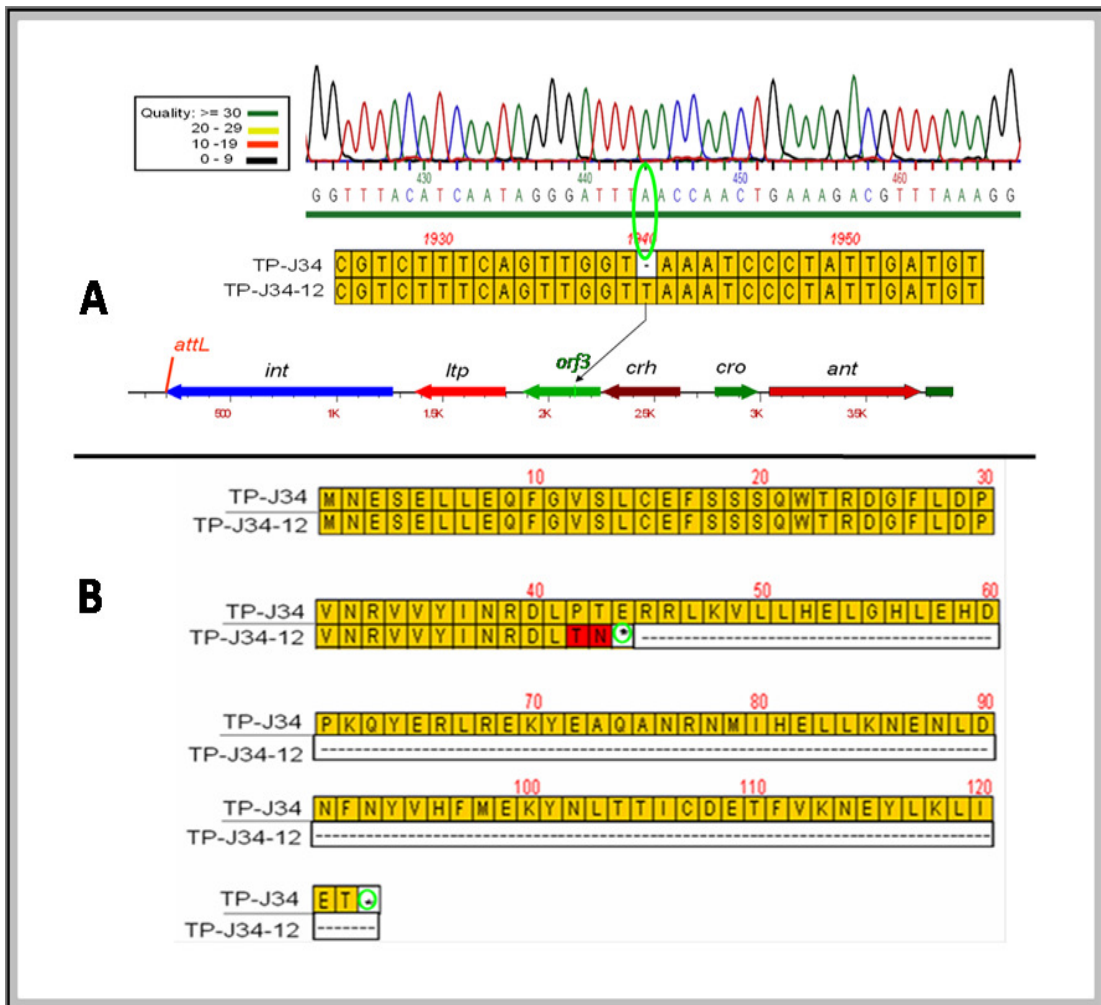 Quality: >= 30
20 - 29
10 -19
0 - 9
430 440 450 460
G G T T T A C A T C A A T A G G G A T T T A A C C A A C T G A A A G A C G T T T A A A G G
1930 1940 1950
TP-J34 C G T C T T T C A G T T G G T - A A A T C C C T A T T G A T G T
TP-J34-12 C G T C T T T C A G T T G G T T A A A T C C C T A T T G A T G T
A
attL int ltp orf3 crh cro ant
500 1K 1.5K 2K 2.5K 3K 3.5K
10 20 30
TP-J34 M N E S E L L E Q F G V S L C E F S S S Q W T R D G F L D P
TP-J34-12 M N E S E L L E Q F G V S L C E F S S S Q W T R D G F L D P
B
40 50 60
TP-J34 V N R V V Y I N R D L P T E R R L K V L L H E L G H L E H D
TP-J34-12 V N R V V Y I N R D L T N * ------------------------------
70 80 90
TP-J34 P K Q Y E R L R E K Y E A Q A N R N M I H E L L K N E N L D
TP-J34-12 ------------------------------
100 110 120
TP-J34 N F N Y V H F M E K Y N L T T I C D E T F V K N E Y L K L I
TP-J34-12 ------------------------------
TP-J34 E T *
TP-J34-12 -------